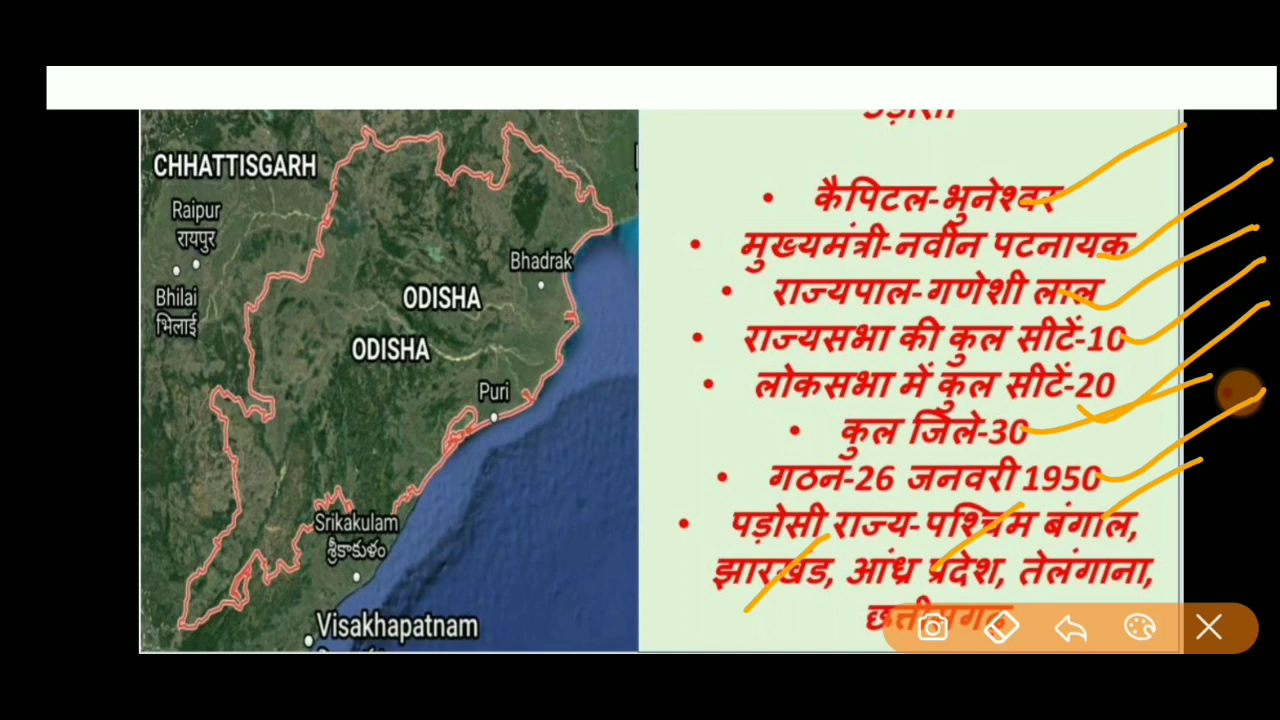 CHHATTISGARH
Raipur
रायपुर
Bhilai
भिलाई
Bhadrak
ODISHA
ODISHA
Puri
Srikakulam
శ్రీకాకుళం
Visakhapatnam
• कैपिटल-भुनेश्वर
• मुख्यमंत्री-नवीन पटनायक
• राज्यपाल-गणेशी लाल
• राज्यसभा की कुल सीटें-10
• लोकसभा में कुल सीटें-20
• कुल जिले-30
• गठन-26 जनवरी 1950
• पड़ोसी राज्य-पश्चिम बंगाल,
झारखंड, आंध्र प्रदेश, तेलंगाना,